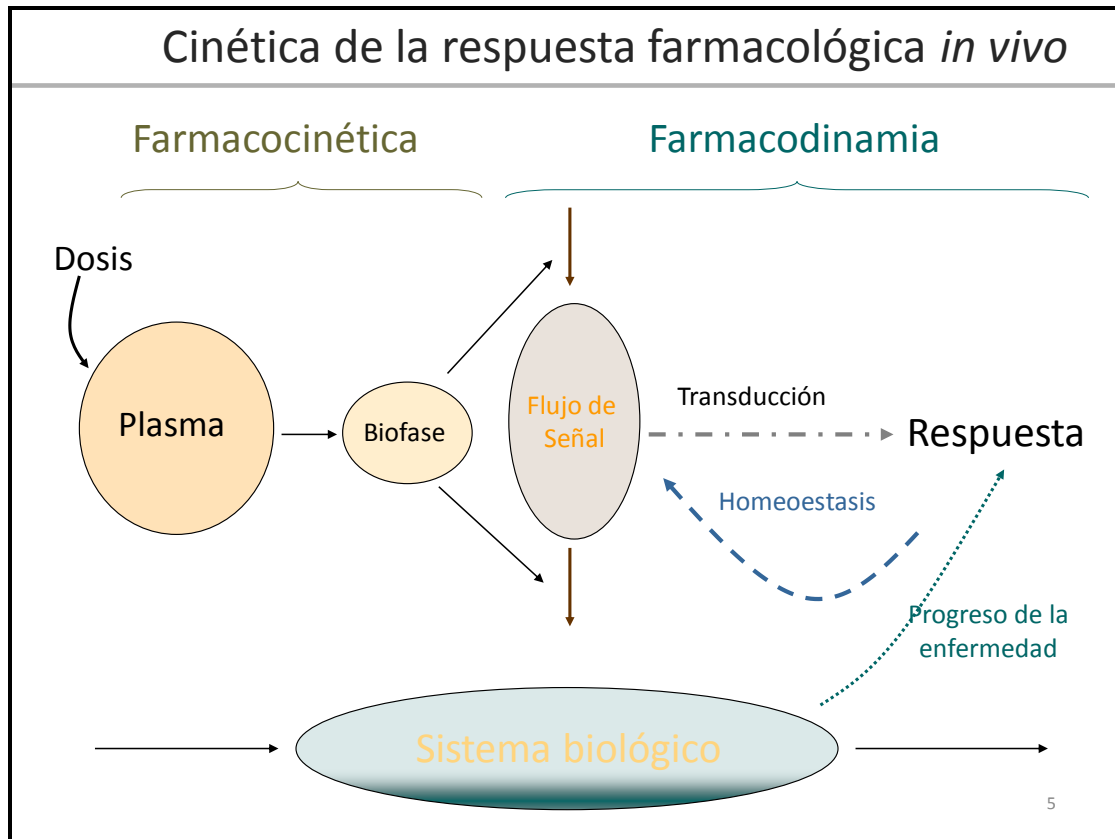 Cinética de la respuesta farmacológica in vivo
Farmacocinética
Farmacodinamia
Dosis
Plasma
Biofase
Flujo de
Señal
Transducción
Respuesta
Homeoestasis
Progreso de la
enfermedad
Sistema biológico
5